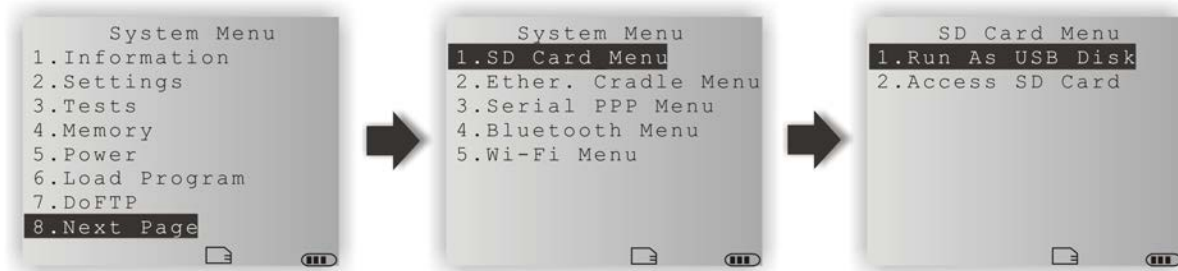 System Menu
1.Information
2.Settings
3.Tests
4.Memory
5.Power
6.Load Program
7.DoFTP
8.Next Page
System Menu
1.SD Card Menu
2.Ether. Cradle Menu
3.Serial PPP Menu
4.Bluetooth Menu
5.Wi-Fi Menu
SD Card Menu
1.Run As USB Disk
2.Access SD Card